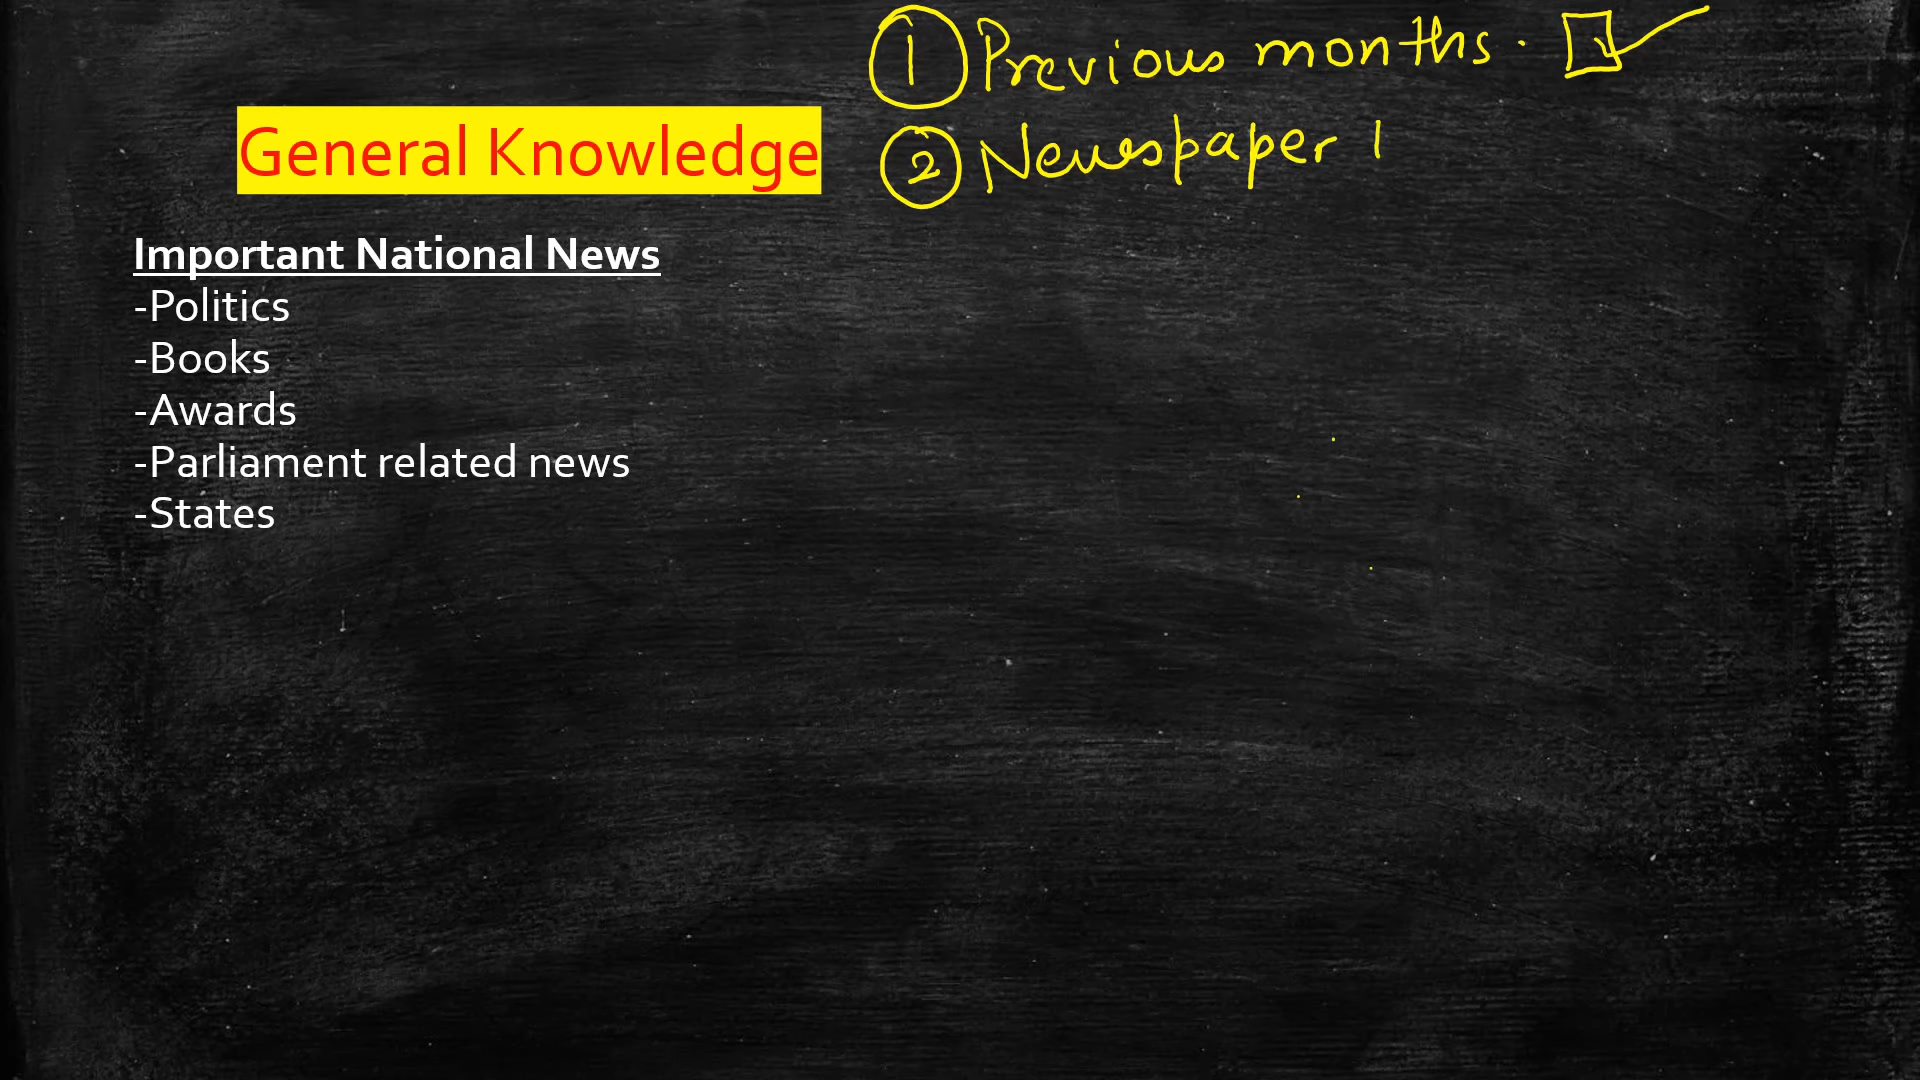 ① Previous months.
② Newspaper
General Knowledge
Important National News
-Politics
-Books
-Awards
-Parliament related news
-States